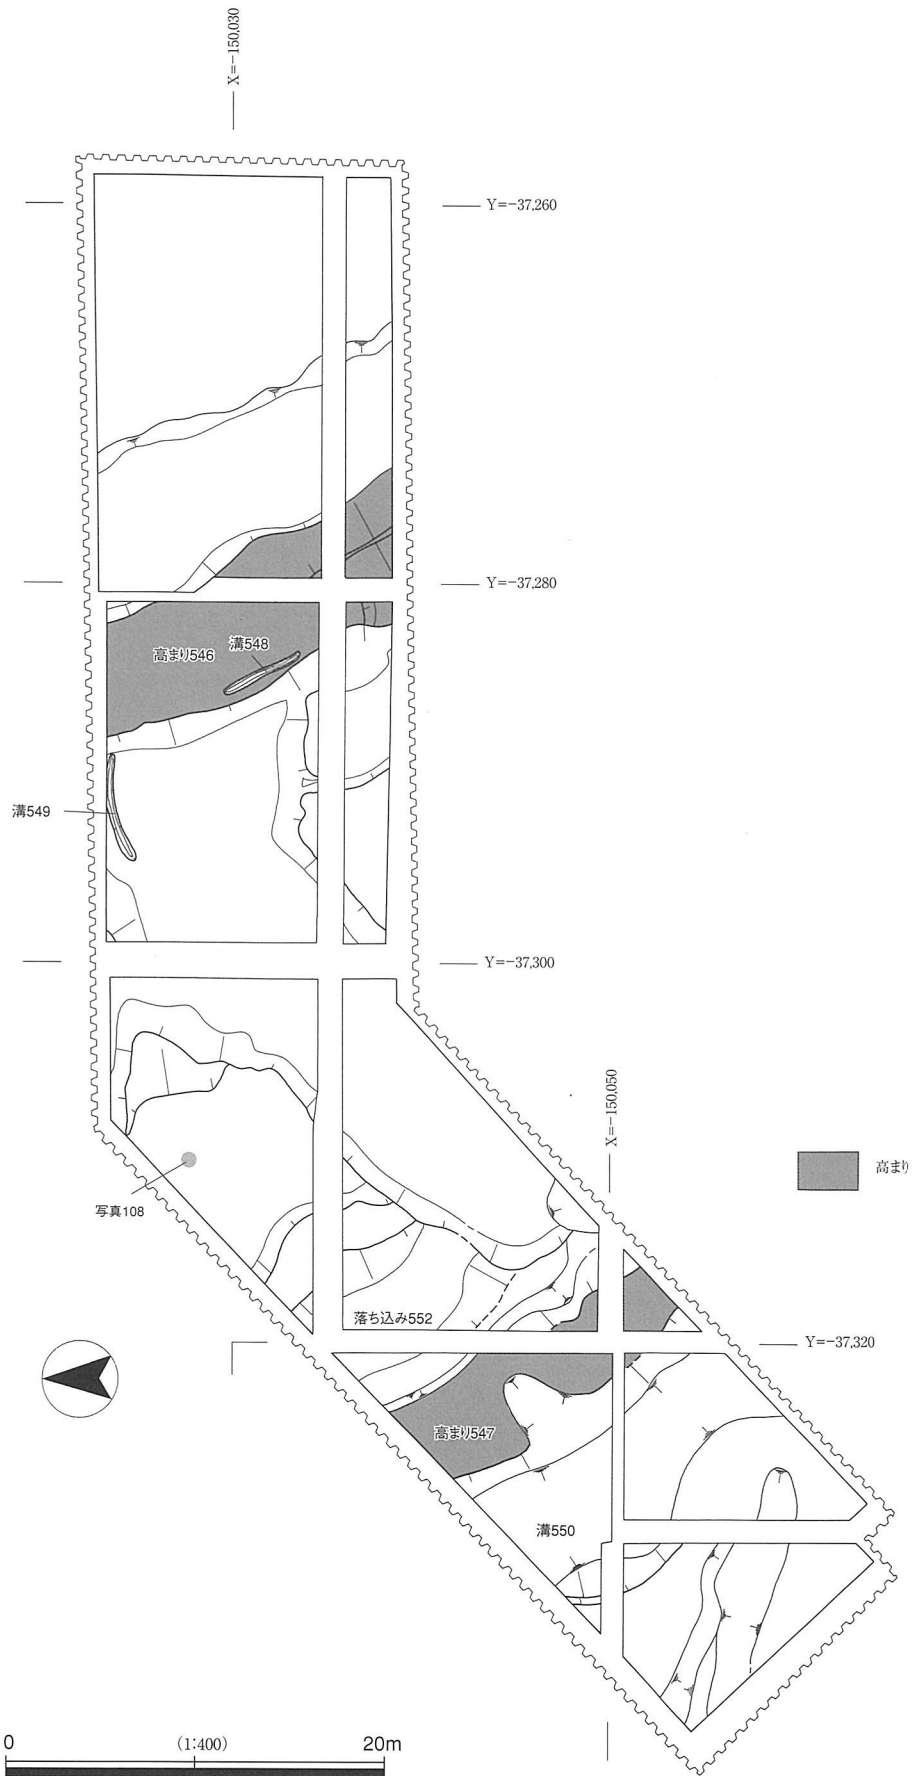 X=-150,030
Y=-37,260
Y=-37,280
高まり546
溝548
溝549
Y=-37,300
X=-150,050
高まり
写真108
落ち込み552
Y=-37,320
高まり547
溝550
0
(1:400)
20m